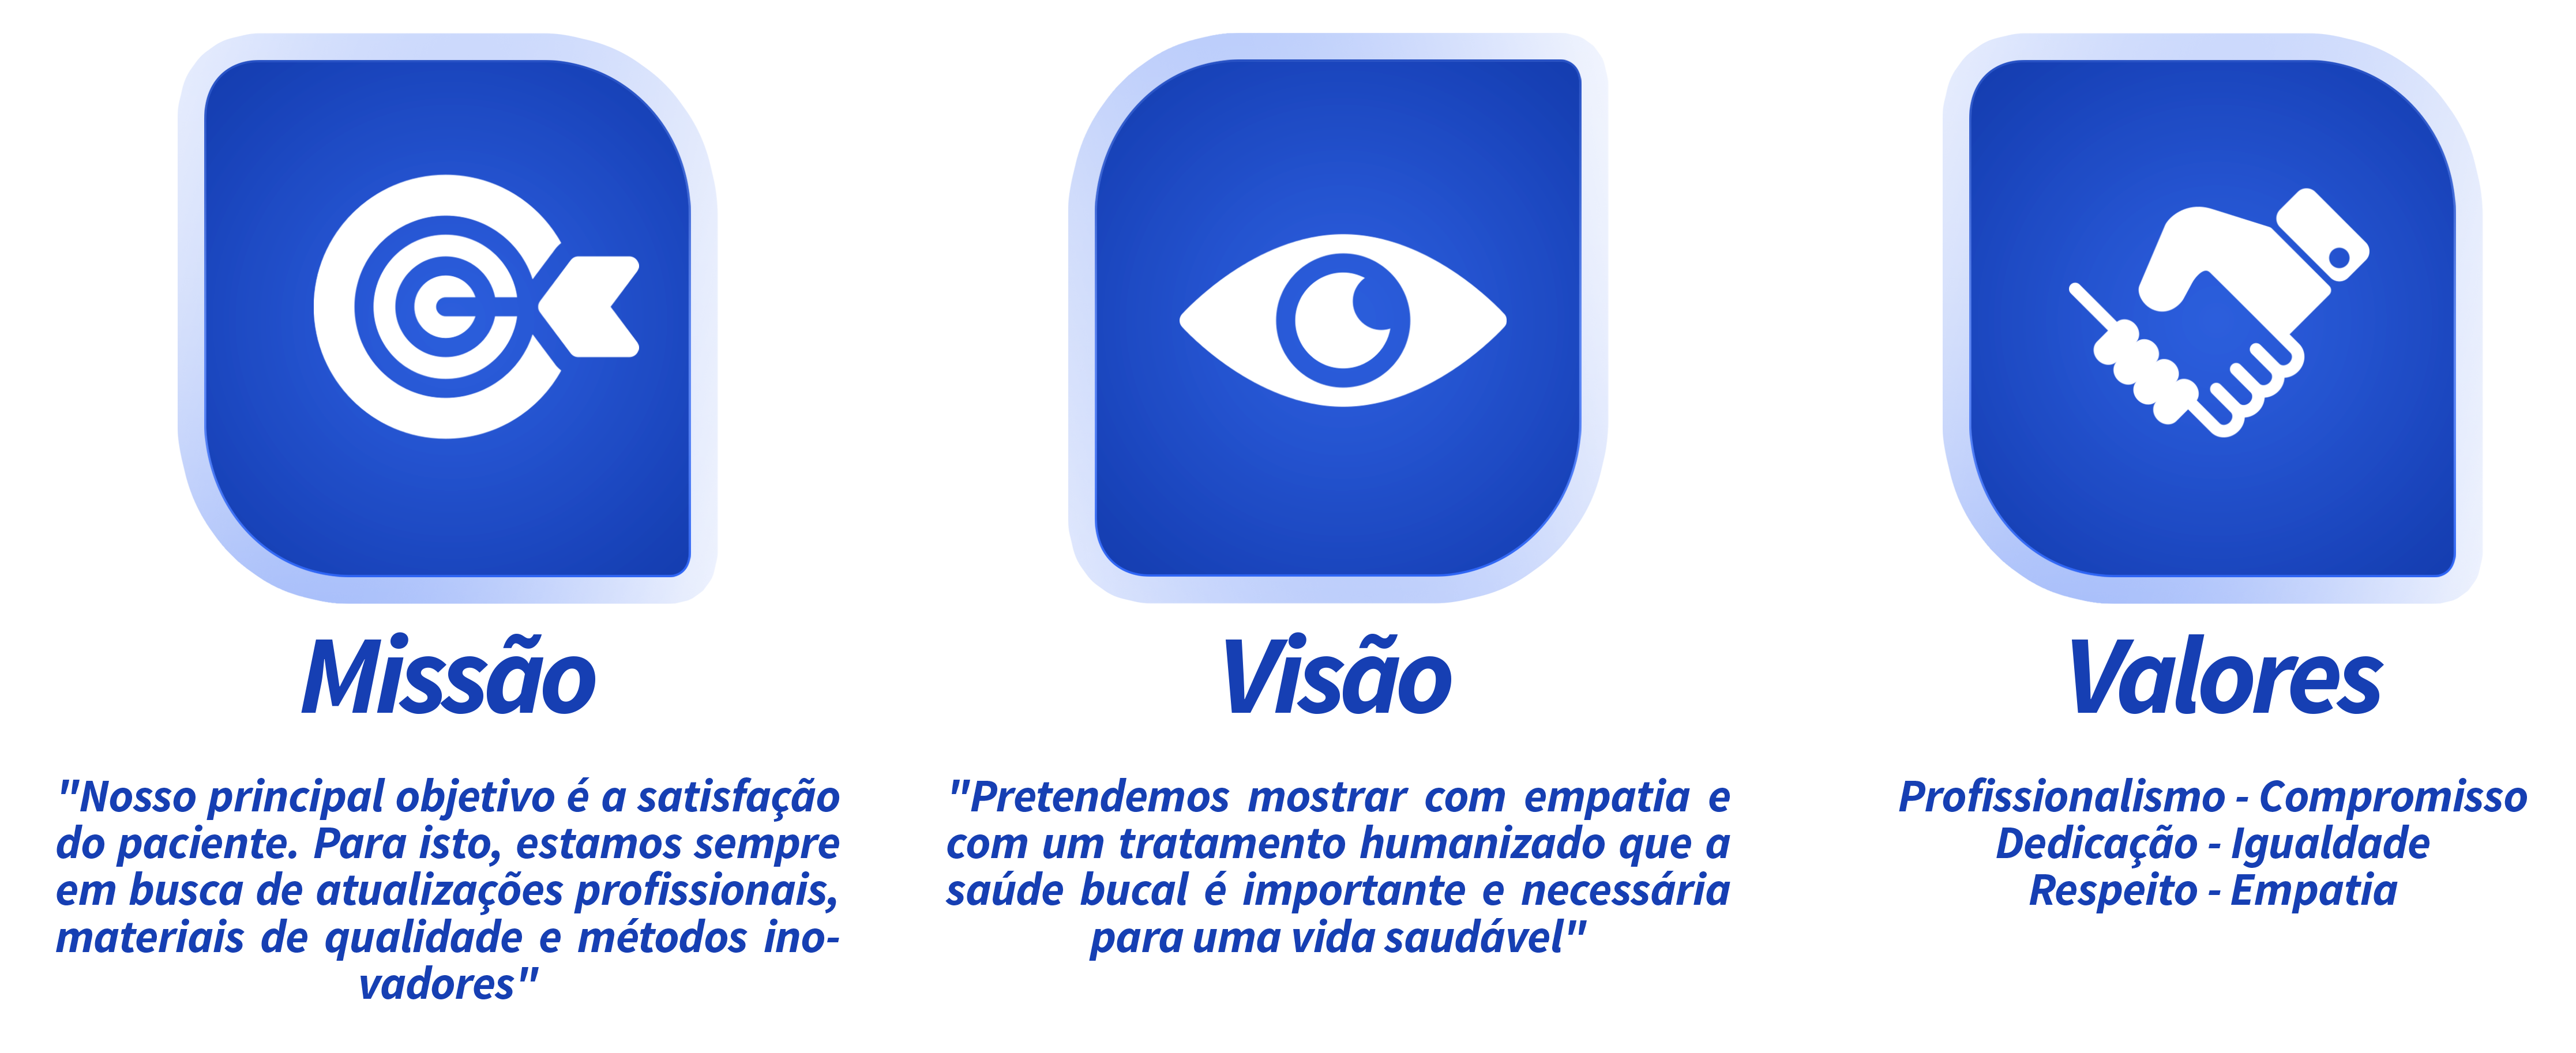 Missão
"Nosso principal objetivo é a satisfação
do paciente. Para isto, estamos sempre
em busca de atualizações profissionais,
materiais de qualidade e métodos ino-
vadores"
Visão
"Pretendemos mostrar com empatia e
com um tratamento humanizado que a
saúde bucal é importante e necessária
para uma vida saudável"
Valores
Profissionalismo - Compromisso
Dedicação - Igualdade
Respeito - Empatia